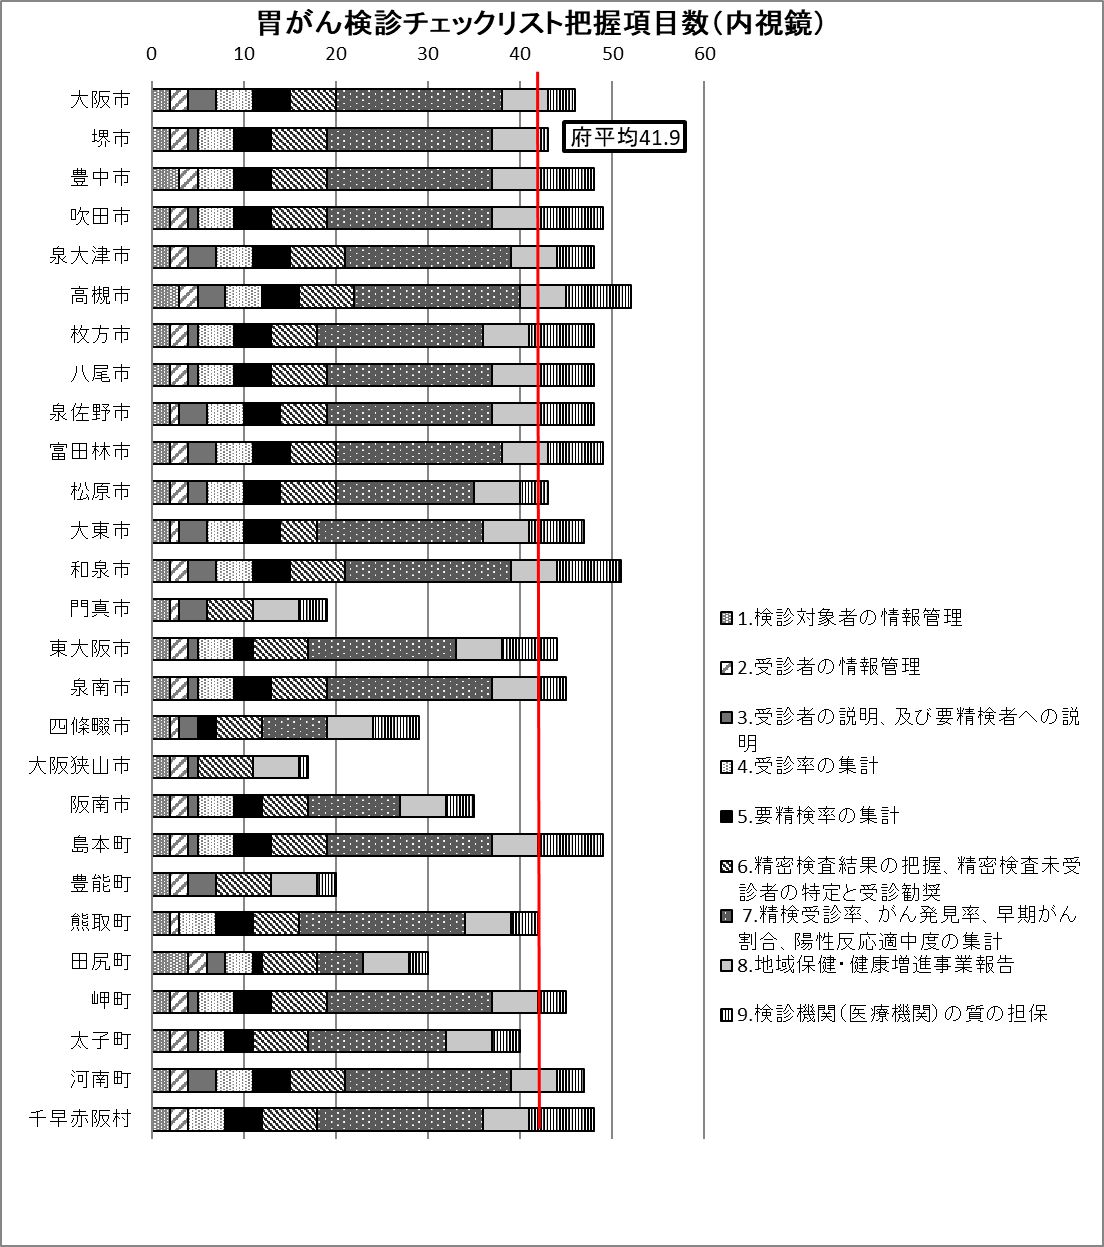 胃がん検診チェックリスト把握項目数（内視鏡）
0 10 20 30 40 50 60
大阪市
堺市
府平均41.9
豊中市
吹田市
泉大津市
高槻市
枚方市
八尾市
泉佐野市
富田林市
松原市
大東市
和泉市
門真市
東大阪市
泉南市
四條畷市
大阪狭山市
阪南市
島本町
豊能町
熊取町
田尻町
岬町
太子町
河南町
千早赤阪村
1.検診対象者の情報管理
2.受診者の情報管理
3.受診者の説明、及び要精検者への説
明
4.受診率の集計
5.要精検率の集計
6.精密検査結果の把握、精密検査未受
診者の特定と受診勧奨
7.精検受診率、がん発見率、早期がん
割合、陽性反応適中度の集計
8.地域保健・健康増進事業報告
9.検診機関（医療機関）の質の担保